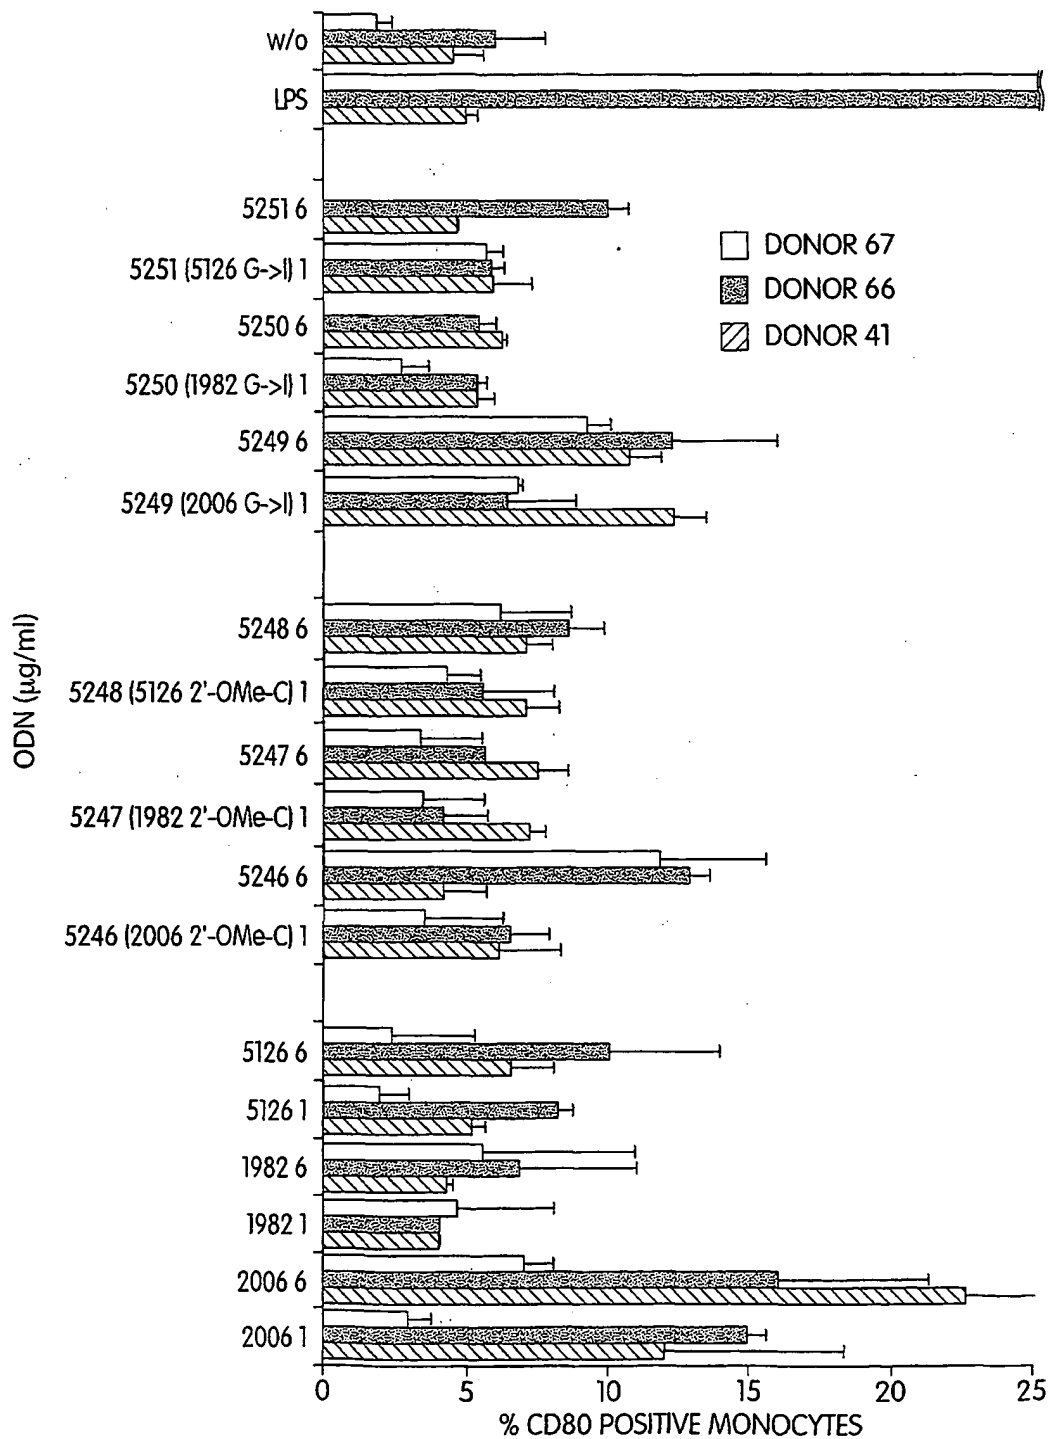 w/o
LPS
5251 6
5251 (5126 G->I) 1
5250 6
5250 (1982 G->I) 1
5249 6
5249 (2006 G->I) 1
5248 6
5248 (5126 2'-OMe-C) 1
5247 6
5247 (1982 2'-OMe-C) 1
5246 6
5246 (2006 2'-OMe-C) 1
5126 6
5126 1
1982 6
1982 1
2006 6
2006 1
ODN (µg/ml)
DONOR 67
DONOR 66
DONOR 41
0 5 10 15 20 25
% CD80 POSITIVE MONOCYTES